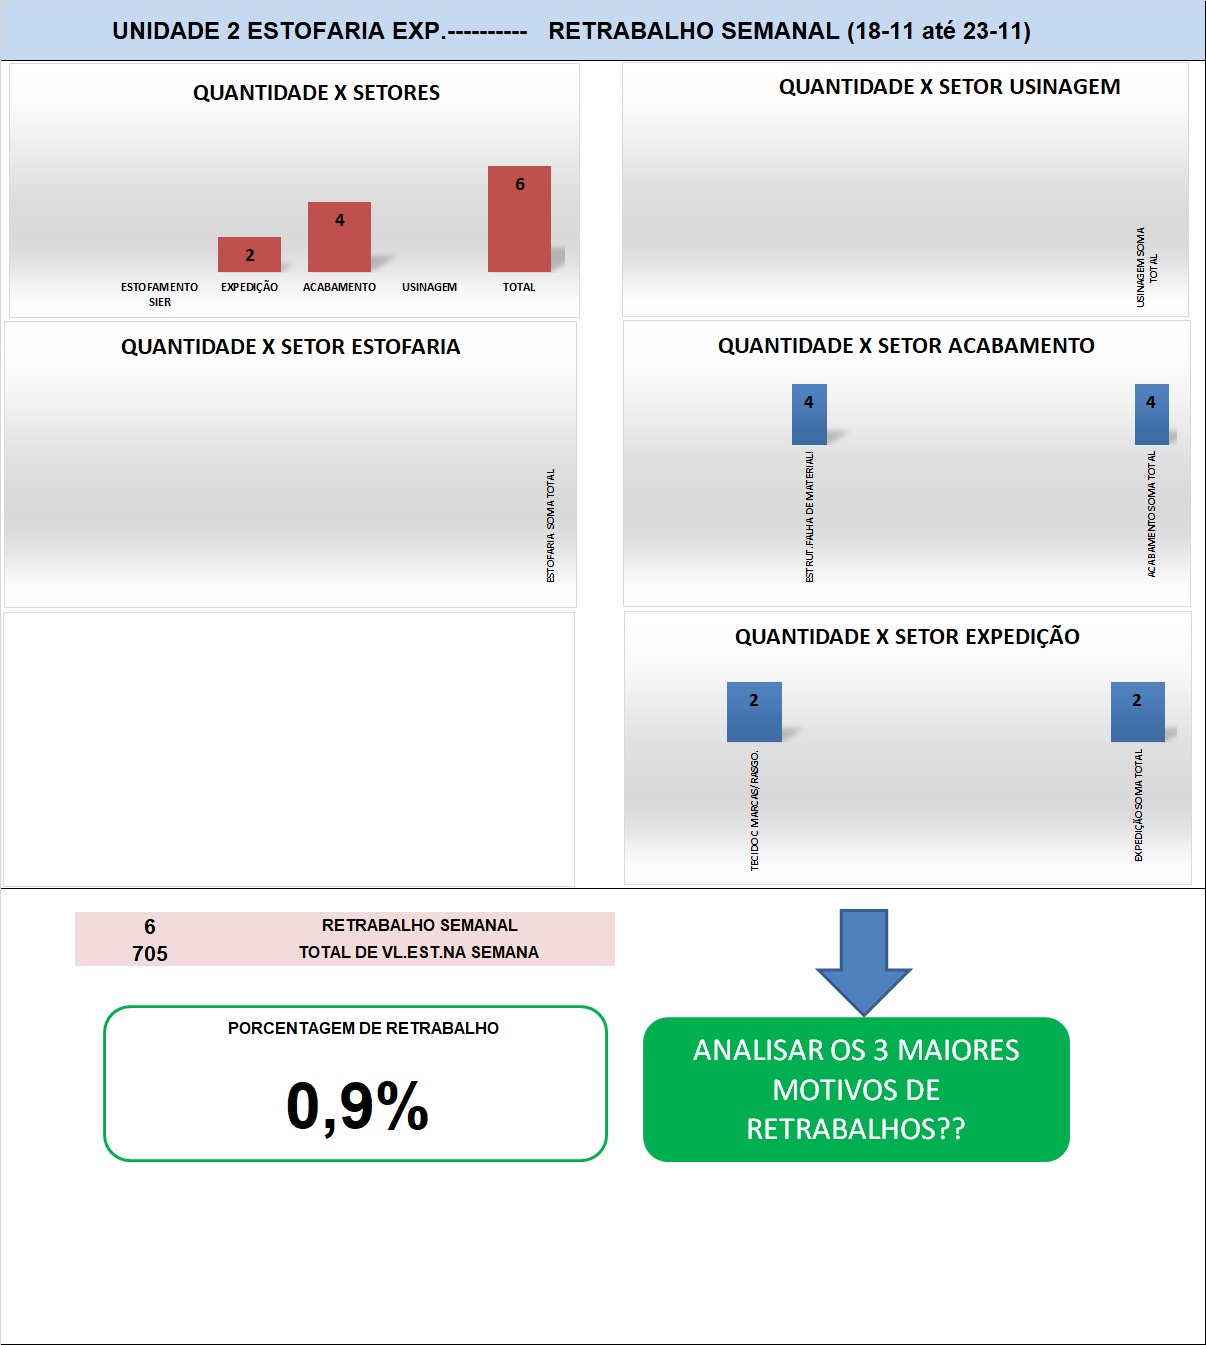 UNIDADE 2 ESTOFARIA EXP.---------- RETRABALHO SEMANAL (18-11 até 23-11)
QUANTIDADE X SETORES
2
4
6
ESTOFAMENTO
SIER
EXPEDIÇÃO
ACABAMENTO
USINAGEM
TOTAL
QUANTIDADE X SETOR USINAGEM
USINAGEM SOMA
TOTAL
QUANTIDADE X SETOR ESTOFARIA
ESTOFARIA SOMA TOTAL
QUANTIDADE X SETOR ACABAMENTO
4
4
ESTRUT. FALHA DE MATERIAL!
ACABAMENTO SOMA TOTAL
QUANTIDADE X SETOR EXPEDIÇÃO
2
2
TECIDO C MARCAS/RASGO.
EXPEDIÇÃO SOMA TOTAL
6 RETRABALHO SEMANAL
705 TOTAL DE VL.EST.NA SEMANA
PORCENTAGEM DE RETRABALHO
0,9%
ANALISAR OS 3 MAIORES
MOTIVOS DE
RETRABALHOS??